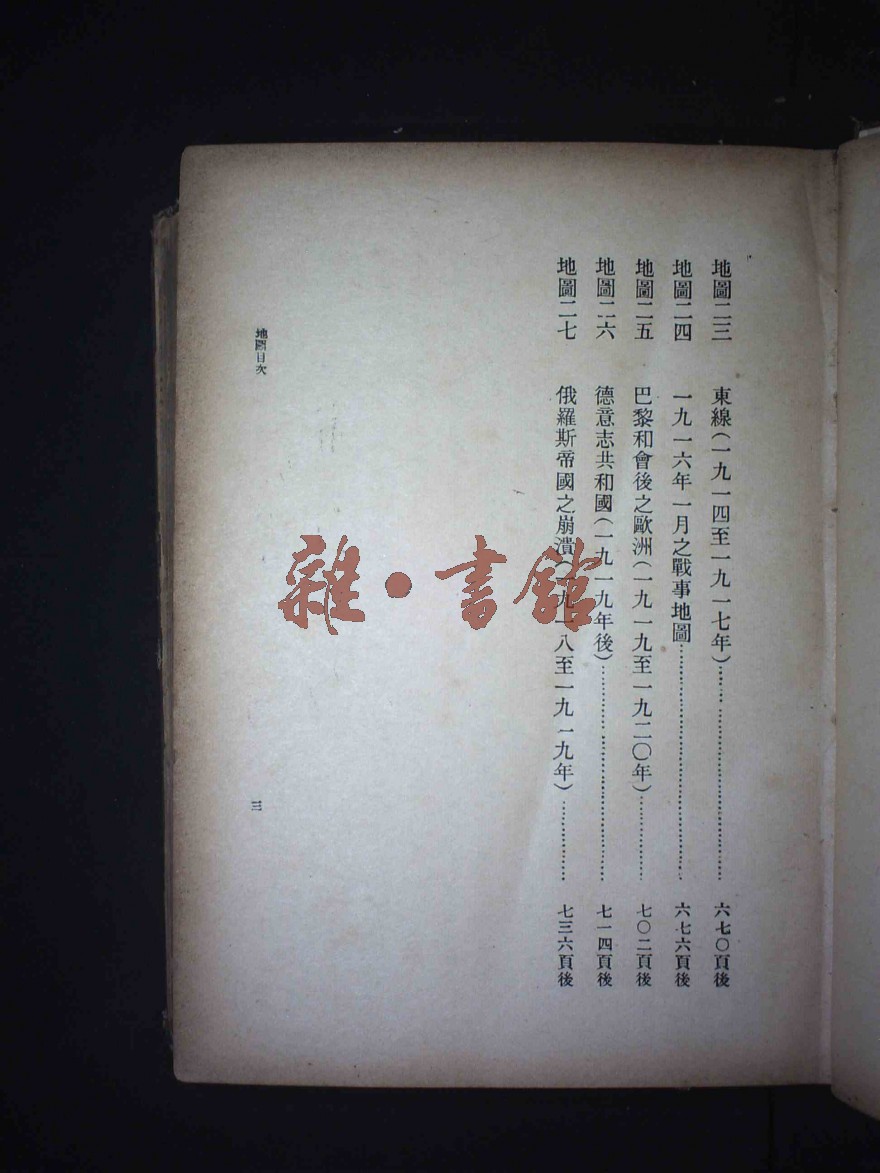 地圖二三　東線（一九一四至一九一七年）……………………………六七〇頁後
地圖二四　一九一六年一月之戰事地圖……………………………六七六頁後
地圖二五　巴黎和會後之歐洲（一九一九至一九二〇年）……………七〇二頁後
地圖二六　德意志共和國（一九一九年後）……………………………七一四頁後
地圖二七　俄羅斯帝國之崩潰（一九一八至一九一九年）……………七三六頁後
地圖目次
三
雜·書館